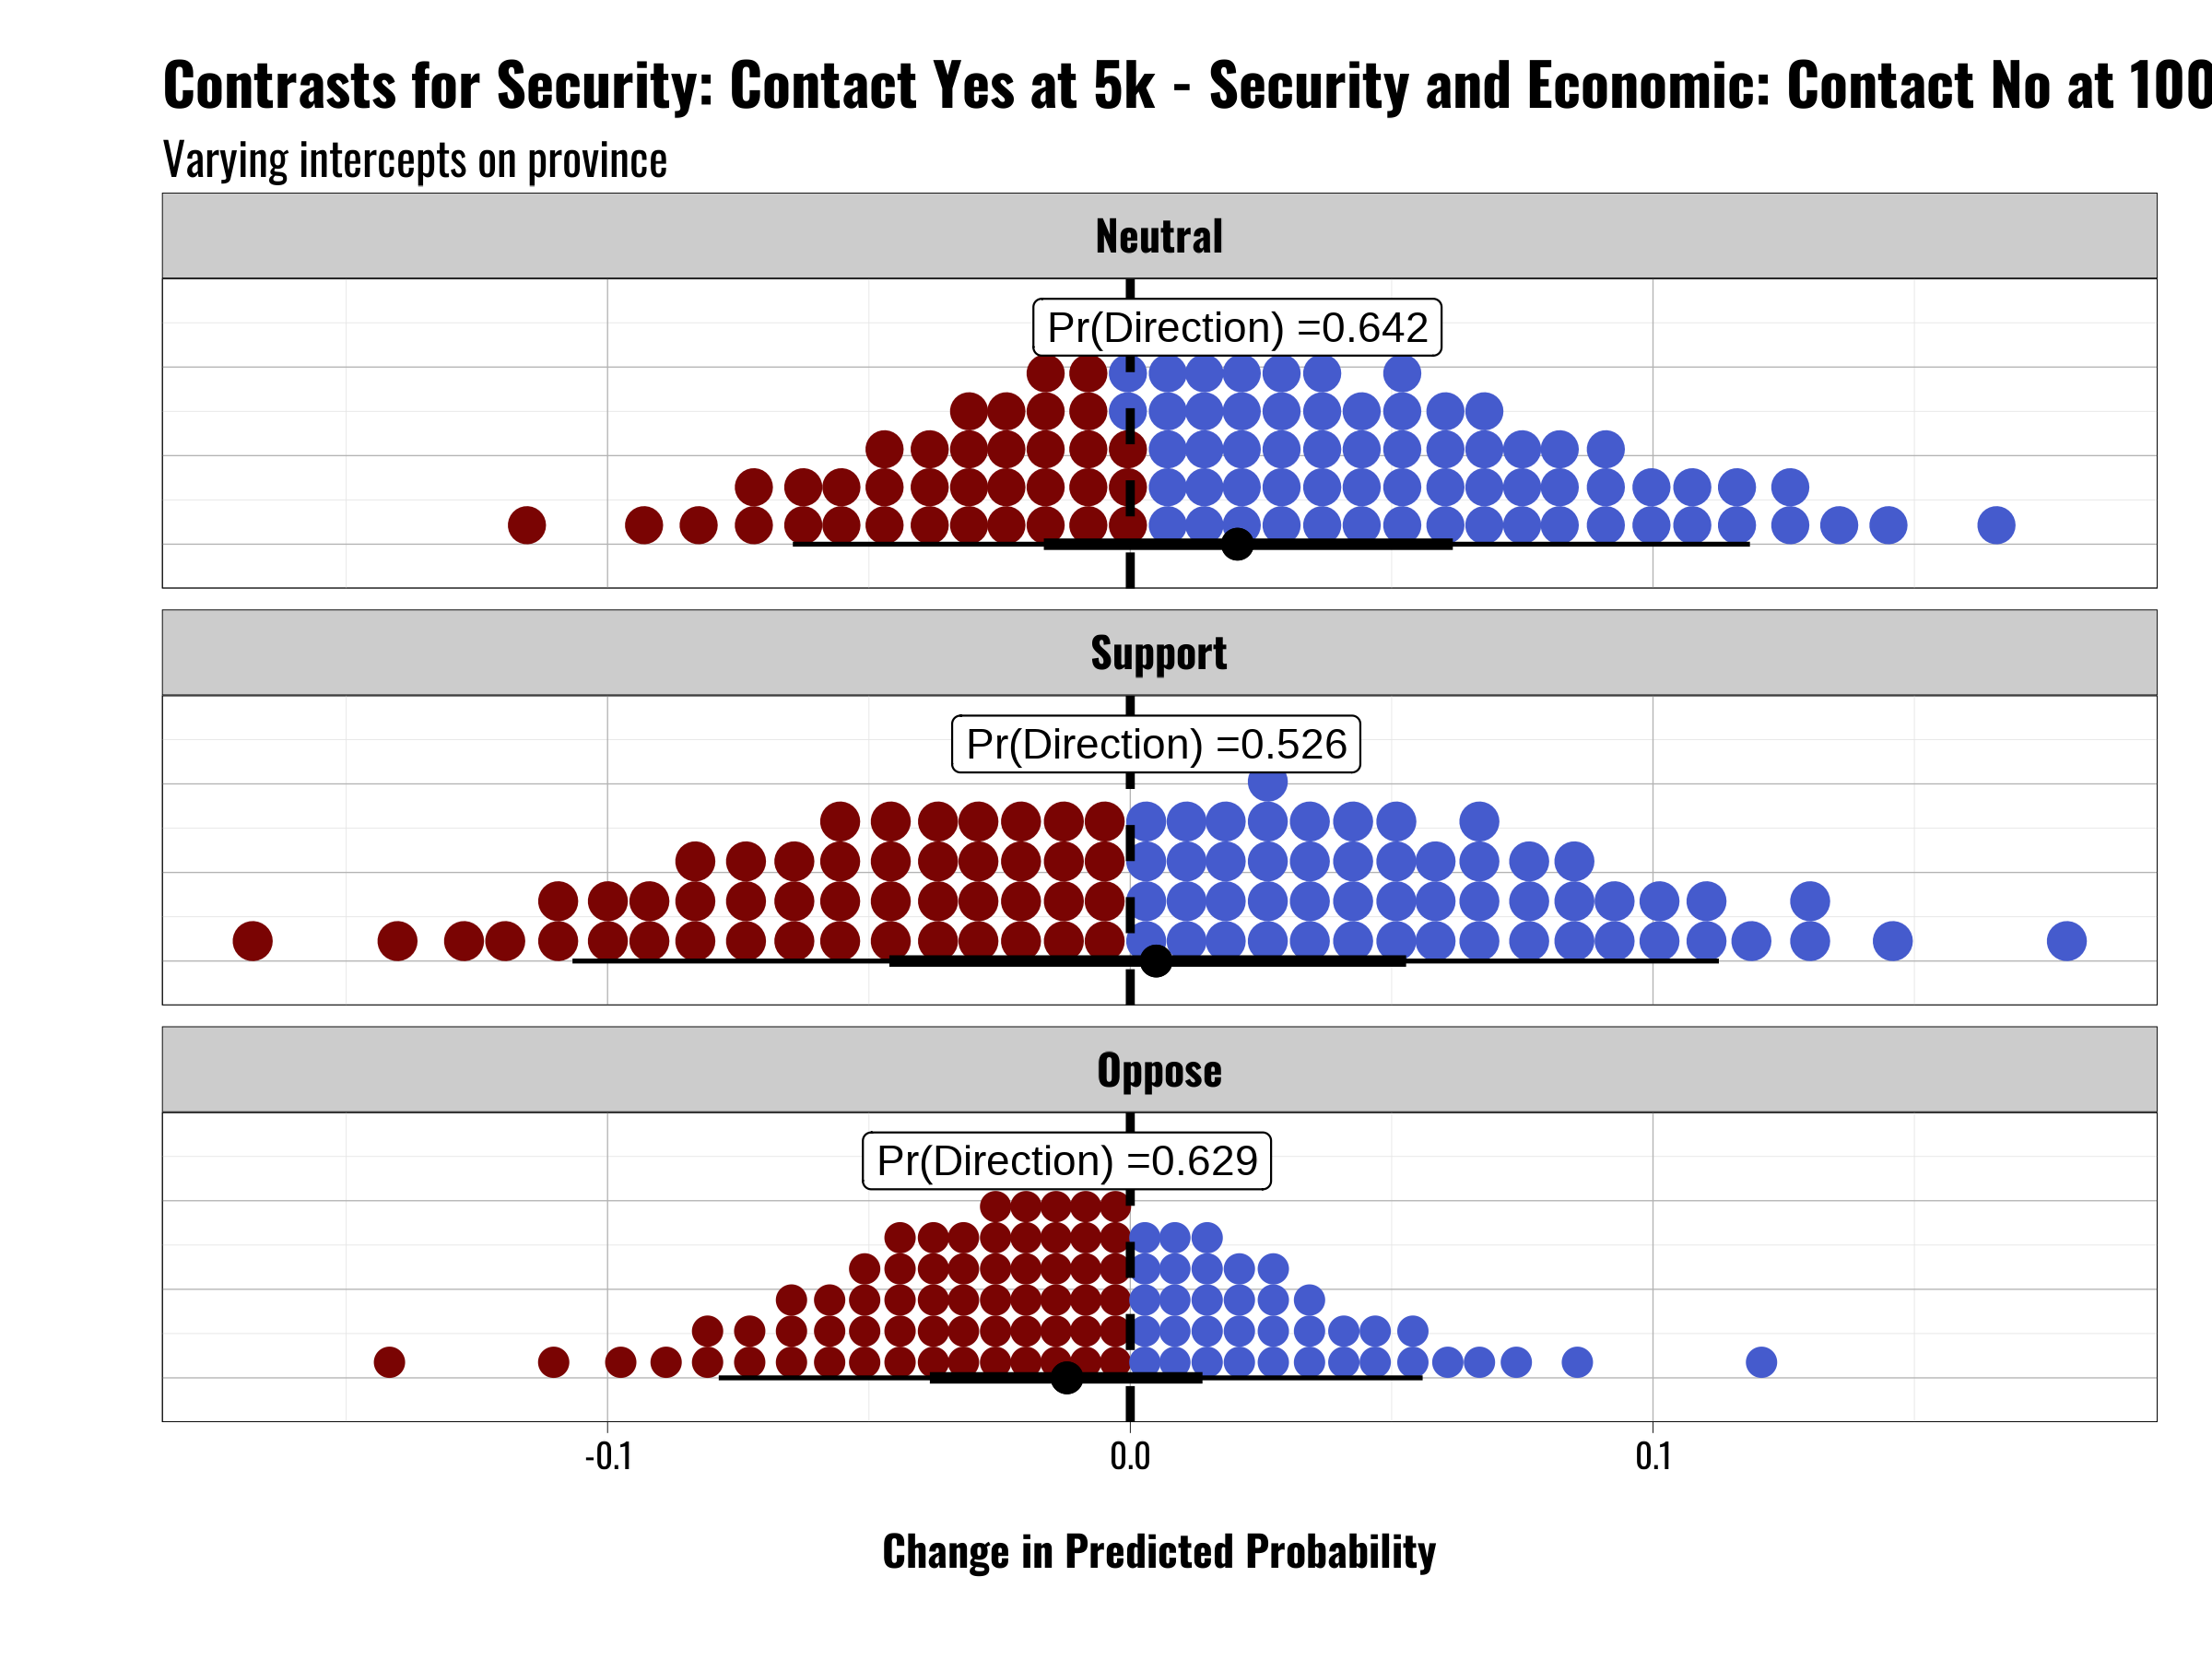 Contrasts for Security: Contact Yes at 5k - Security and Economic: Contact No at 100
Varying intercepts on province
Neutral
Pr(Direction) =0.642
Support
Pr(Direction) =0.526
Oppose
Pr(Direction) =0.629
-0.1 0.0 0.1
Change in Predicted Probability